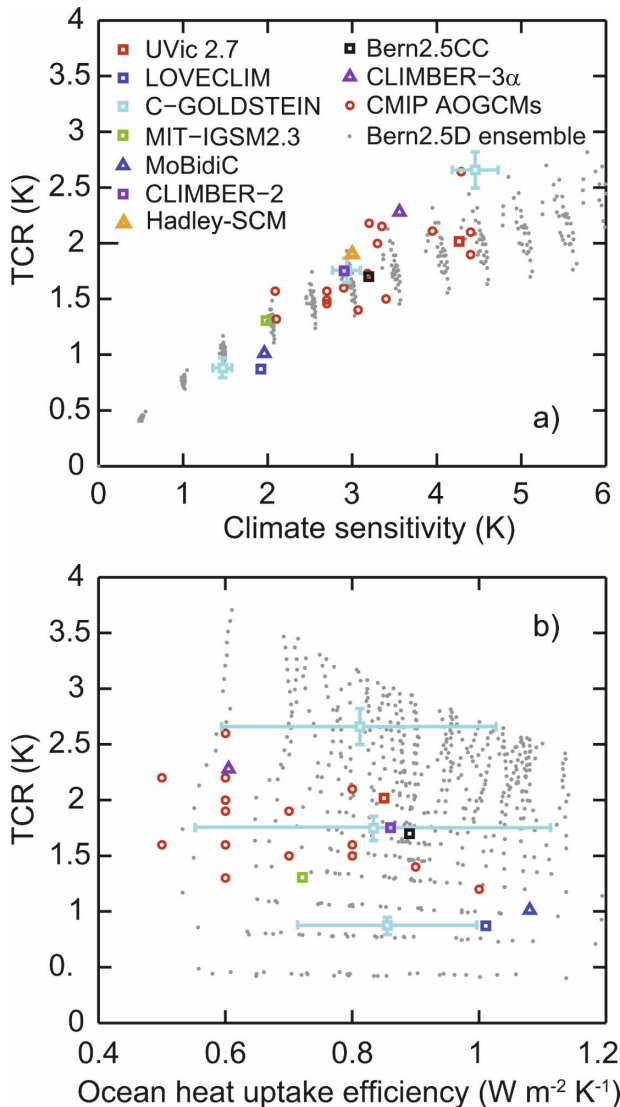 4
3.5
3
2.5
2
1.5
1
0.5
0
TCR (K)
UVic 2.7
LOVECLIM
C-GOLDSTEIN
MIT-IGSM2.3
MoBidiC
CLIMBER-2
Hadley-SCM
Bern2.5CC
CLIMBER-3α
CMIP AOGCMs
Bern2.5D ensemble
a)
0 1 2 3 4 5 6
Climate sensitivity (K)
b)
4
3.5
3
2.5
2
1.5
1
0.
0
TCR (K)
0.4 0.6 0.8 1 1.2
Ocean heat uptake efficiency (W m⁻² K⁻¹)